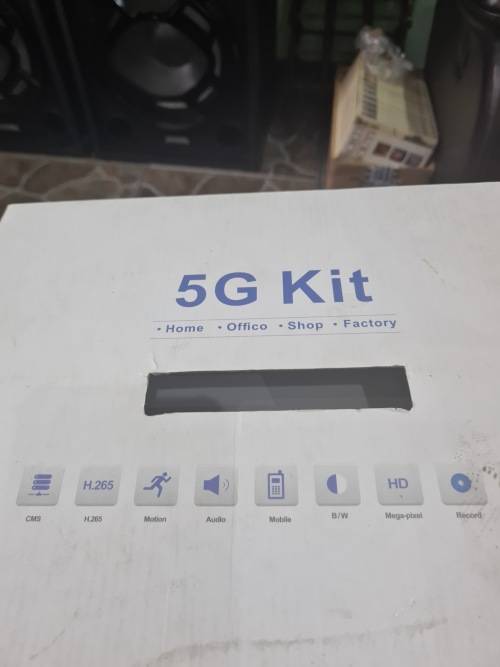 5G Kit
• Home • Offico • Shop • Factory
H.265 HD
CMS H.265 Motion Audio Mobile B/W Mega-pixel Record